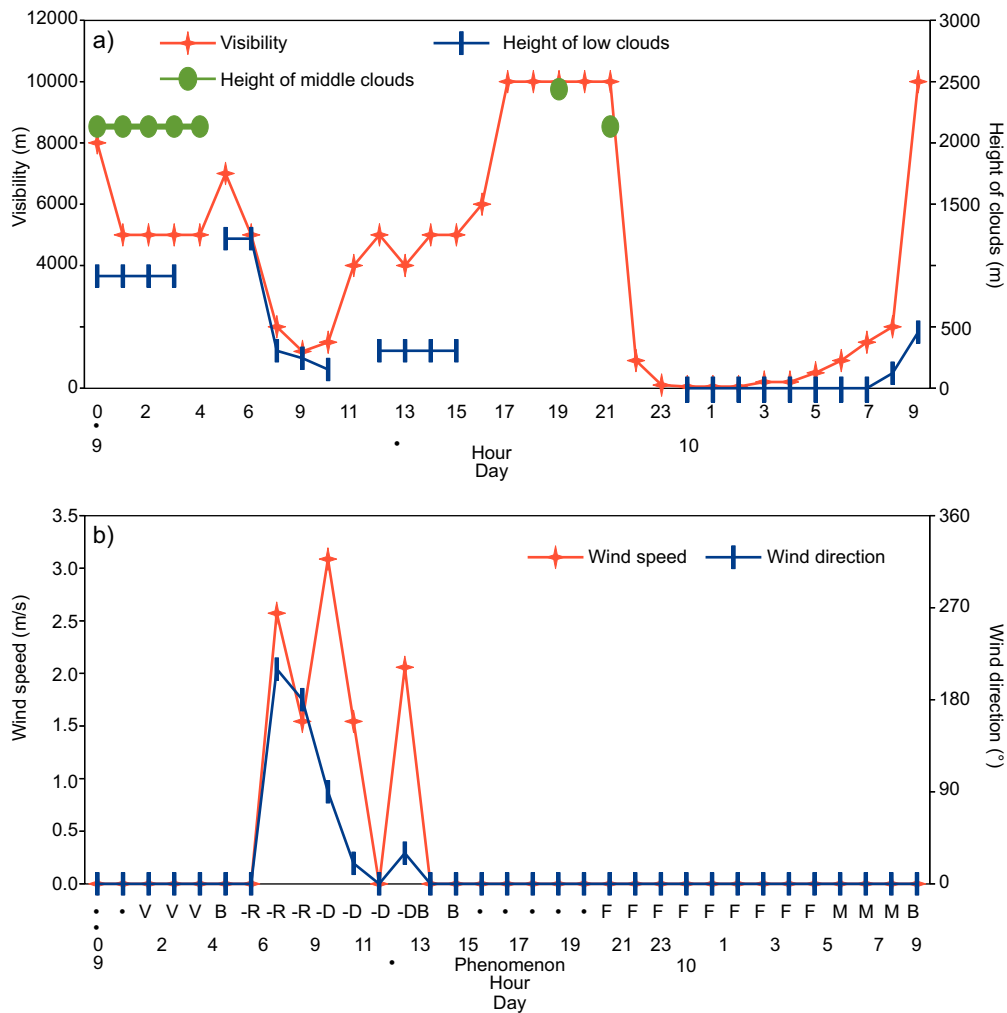 a)
Visibility
Height of low clouds
Height of middle clouds
12000
10000
8000
6000
4000
2000
0
Visibility (m)
3000
2500
2000
1500
1000
500
0
Height of clouds (m)
0 2 4 6 9 11 13 15 17 19 21 23 1 3 5 7 9
• •
9 10
Hour
Day
b)
Wind speed
Wind direction
3.5
3.0
2.5
2.0
1.5
1.0
0.5
0.0
Wind speed (m/s)
360
270
180
90
0
Wind direction (°)
• • V V V B -R -R -R -D -D -D -DB B • • • • • F F F F F F F F F M M M B
•
0 2 4 6 9 11 13 15 17 19 21 23 1 3 5 7 9
9 • 10
Phenomenon
Hour
Day